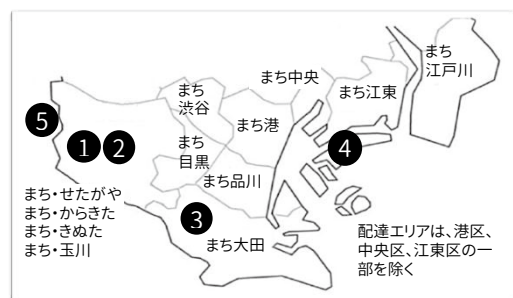 まち
江戸川
まち中央
まち江東
まち
渋谷
まち港
5
1
2
4
まち
目黒
まち品川
まち・せたがや
まち・からきた
まち・きぬた
まち・玉川
3
まち大田
配達エリアは、港区、
中央区、江東区の一
部を除く